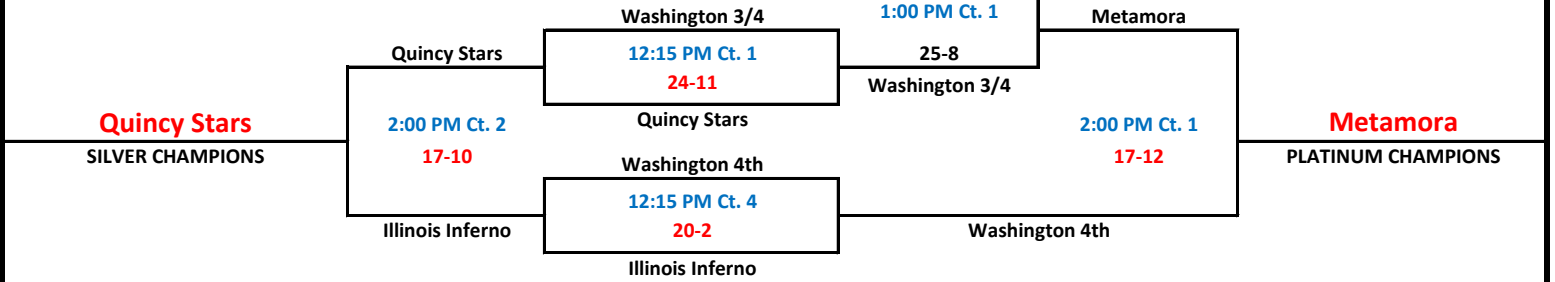 Washington 3/4
1:00 PM Ct. 1
Metamora
Quincy Stars
12:15 PM Ct. 1
25-8
24-11
Washington 3/4
Quincy Stars
2:00 PM Ct. 2
Quincy Stars
2:00 PM Ct. 1
Metamora
SILVER CHAMPIONS
17-10
Washington 4th
17-12
PLATINUM CHAMPIONS
12:15 PM Ct. 4
Illinois Inferno
20-2
Washington 4th
Illinois Inferno